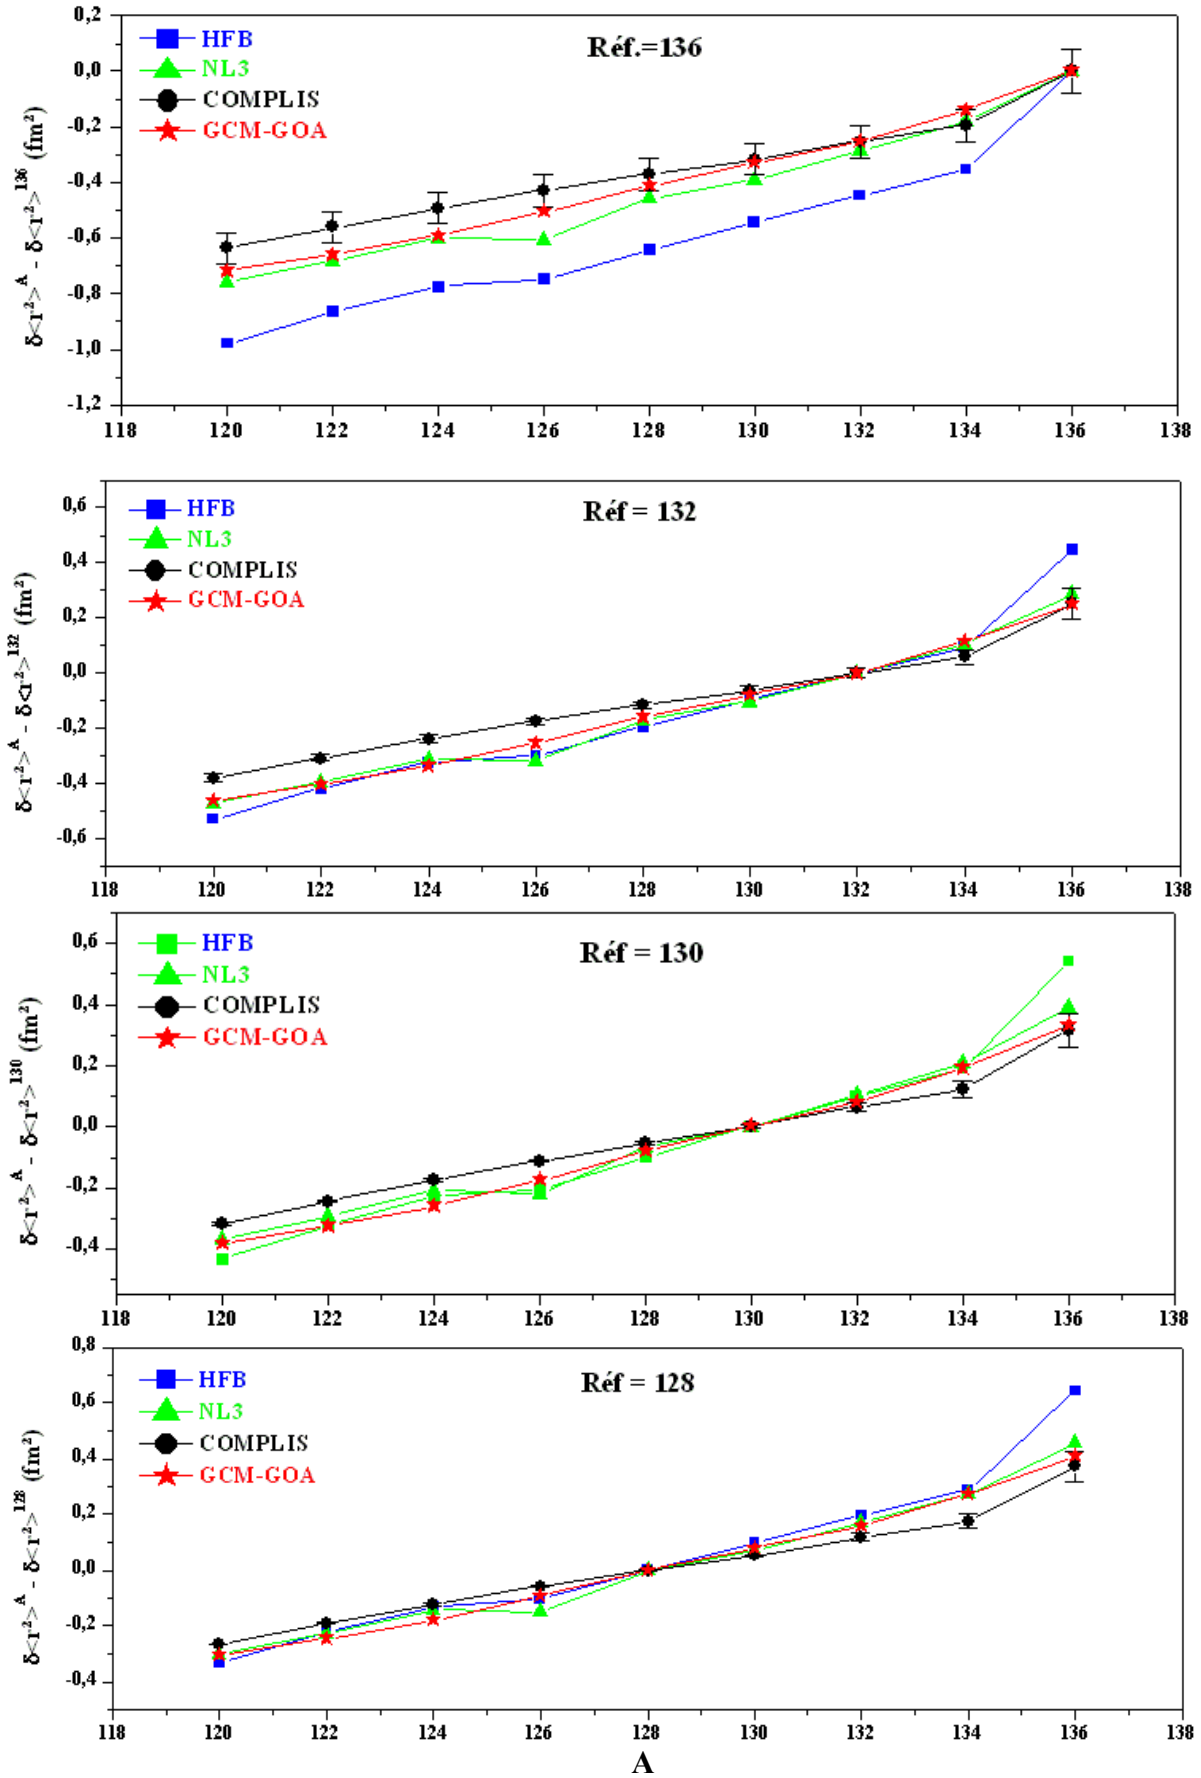 Réf.=136
HFB
NL3
COMPLIS
GCM-GOA
δ<r²>ᴬ - δ<r²>¹³⁶ (fm²)
0,2
0,0
-0,2
-0,4
-0,6
-0,8
-1,0
-1,2
118 120 122 124 126 128 130 132 134 136 138
Réf = 132
HFB
NL3
COMPLIS
GCM-GOA
δ<r²>ᴬ - δ<r²>¹³² (fm²)
0,6
0,4
0,2
0,0
-0,2
-0,4
-0,6
118 120 122 124 126 128 130 132 134 136 138
Réf = 130
HFB
NL3
COMPLIS
GCM-GOA
δ<r²>ᴬ - δ<r²>¹³⁰ (fm²)
0,6
0,4
0,2
0,0
-0,2
-0,4
118 120 122 124 126 128 130 132 134 136 138
Réf = 128
HFB
NL3
COMPLIS
GCM-GOA
δ<r²>ᴬ - δ<r²>¹²⁸ (fm²)
0,8
0,6
0,4
0,2
0,0
-0,2
-0,4
118 120 122 124 126 128 130 132 134 136 138
A